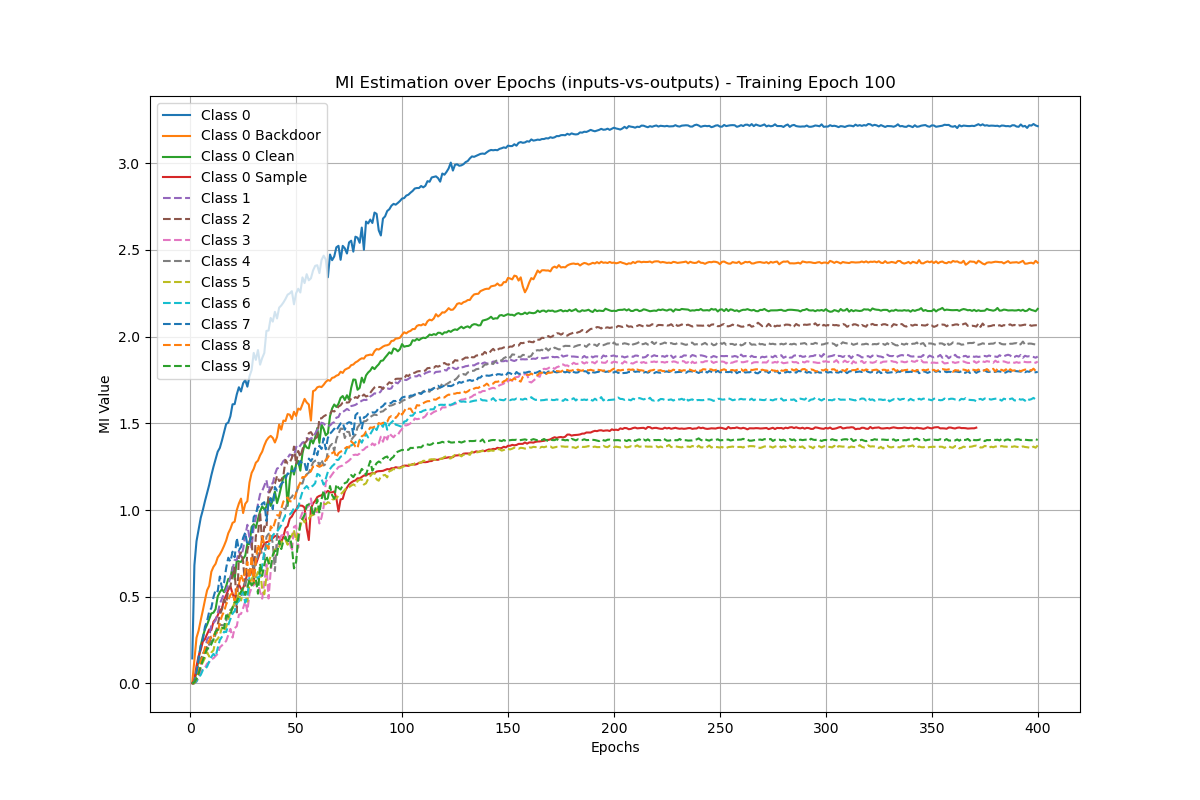 MI Estimation over Epochs (inputs-vs-outputs) - Training Epoch 100
Class 0
Class 0 Backdoor
Class 0 Clean
Class 0 Sample
Class 1
Class 2
Class 3
Class 4
Class 5
Class 6
Class 7
Class 8
Class 9
MI Value
3.0
2.5
2.0
1.5
1.0
0.5
0.0
0 50 100 150 200 250 300 350 400
Epochs